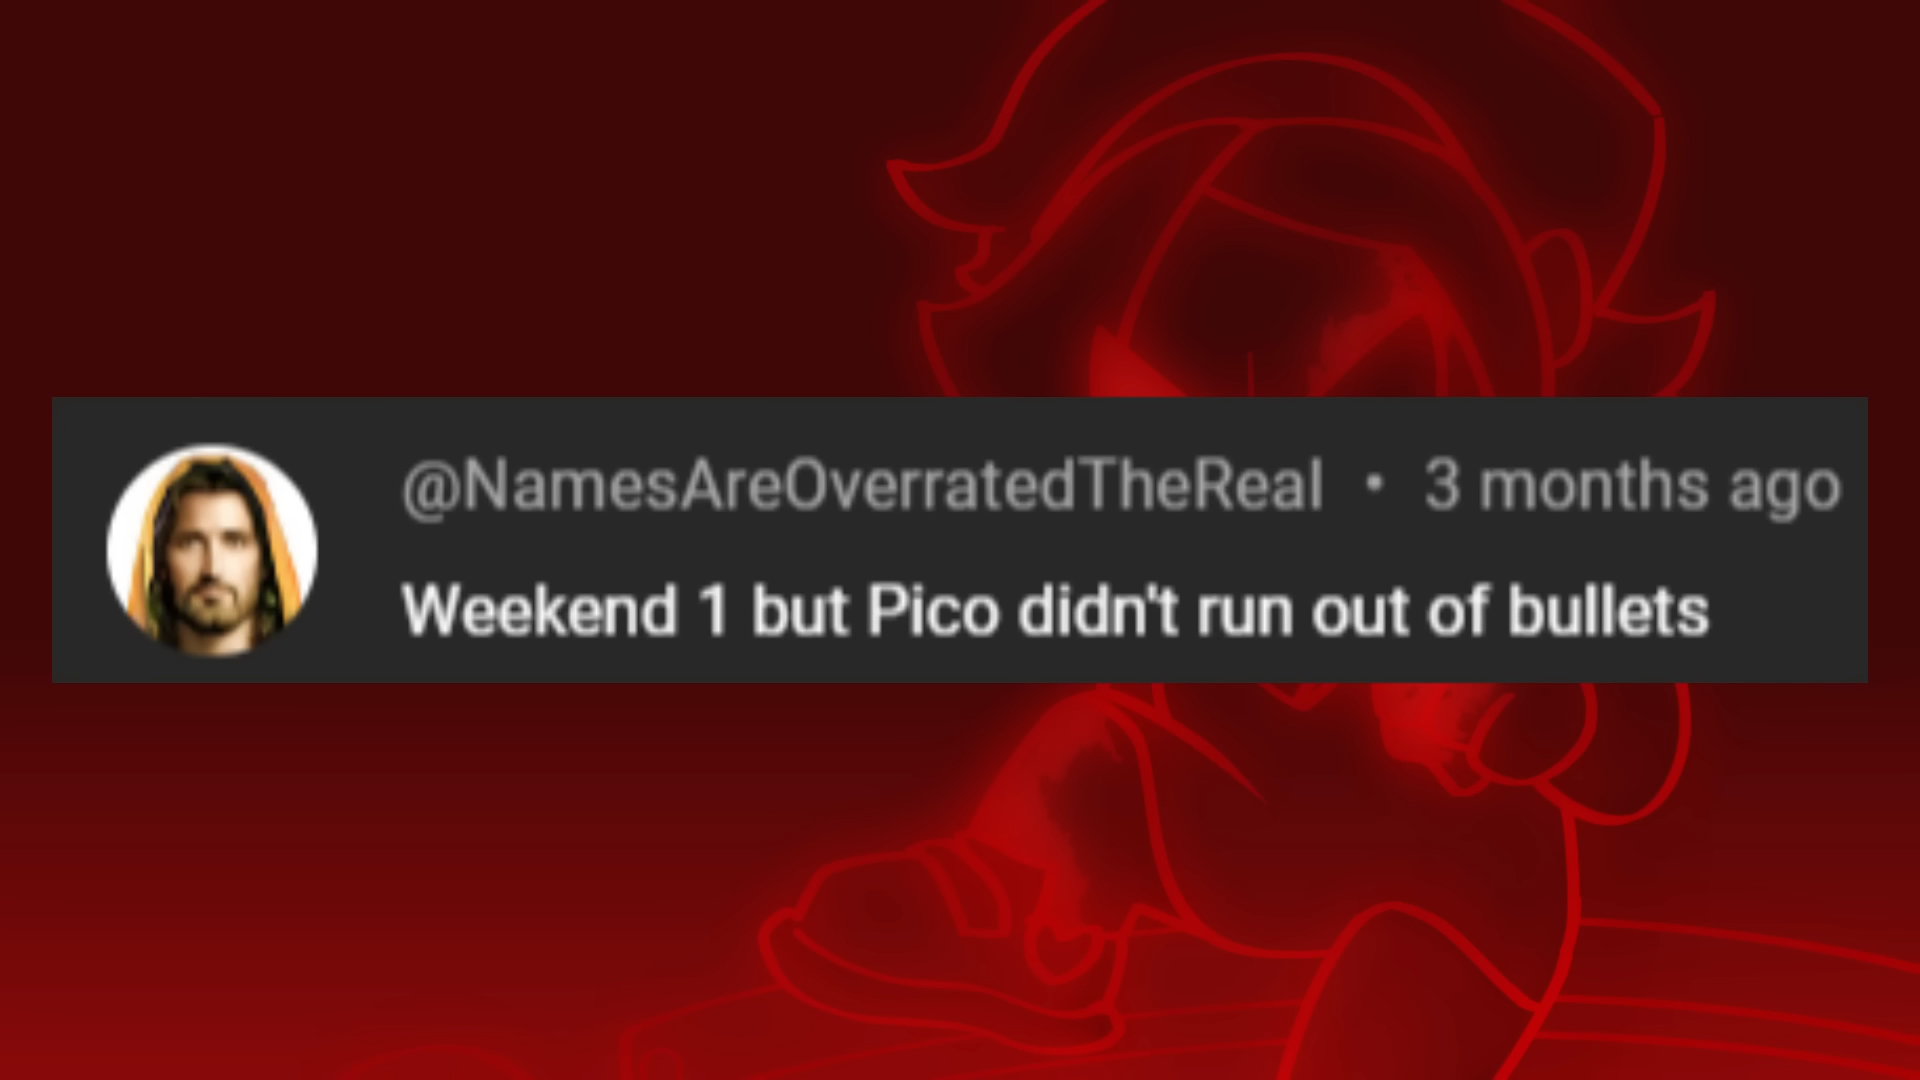 @NamesAreOverratedTheReal • 3 months ago
Weekend 1 but Pico didn't run out of bullets